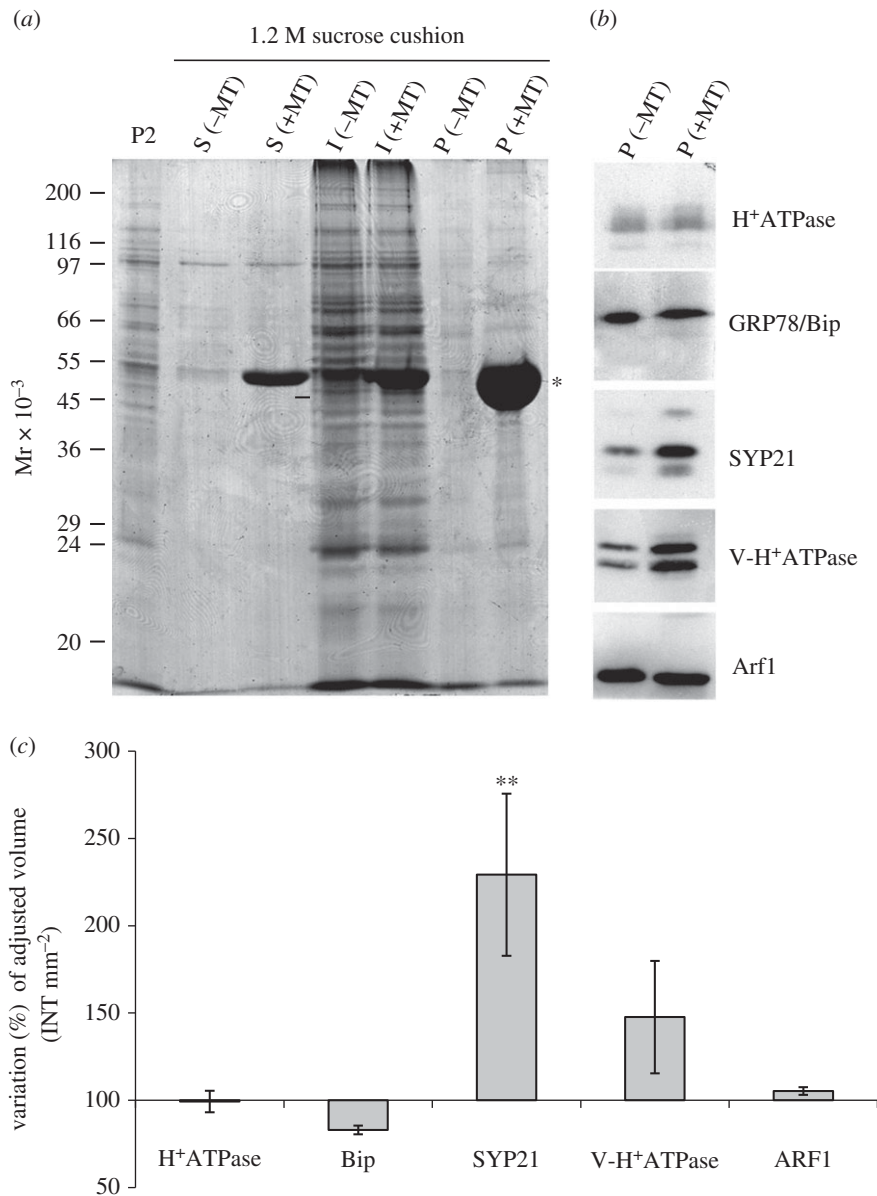 (a)
1.2 M sucrose cushion
P2 S (–MT) S (+MT) I (–MT) I (+MT) P (–MT) P (+MT)
Mr × 10⁻³
200
116
97
66
55
45
36
29
24
20
*
(b)
P (–MT) P (+MT)
H⁺ATPase
GRP78/Bip
SYP21
V-H⁺ATPase
Arf1
(c)
variation (%) of adjusted volume
(INT mm⁻²)
300
250
200
150
100
50
**
H⁺ATPase Bip SYP21 V-H⁺ATPase ARF1